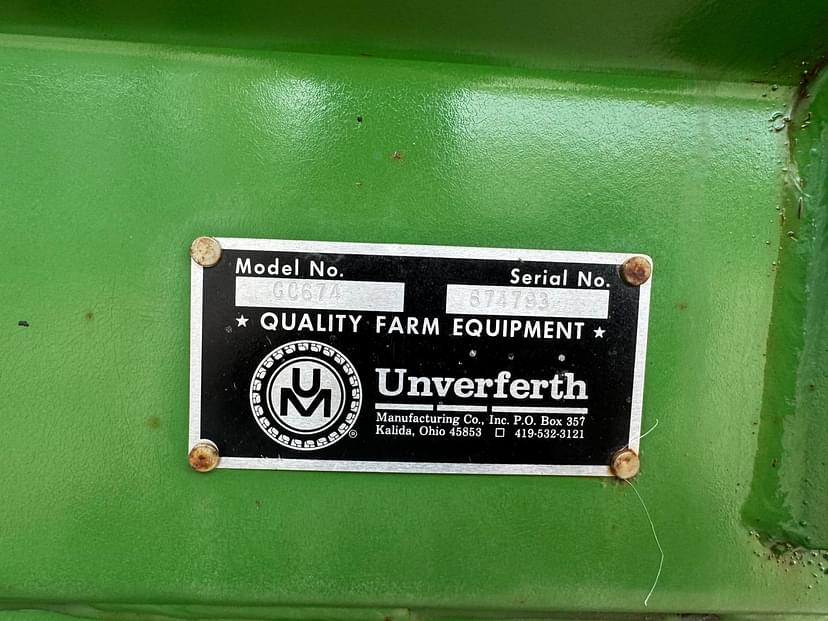 Model No. Serial No.
GC674 674793
★ QUALITY FARM EQUIPMENT ★
UM ®
Unverferth
Manufacturing Co., Inc. P.O. Box 357
Kalida, Ohio 45853 □ 419-532-3121